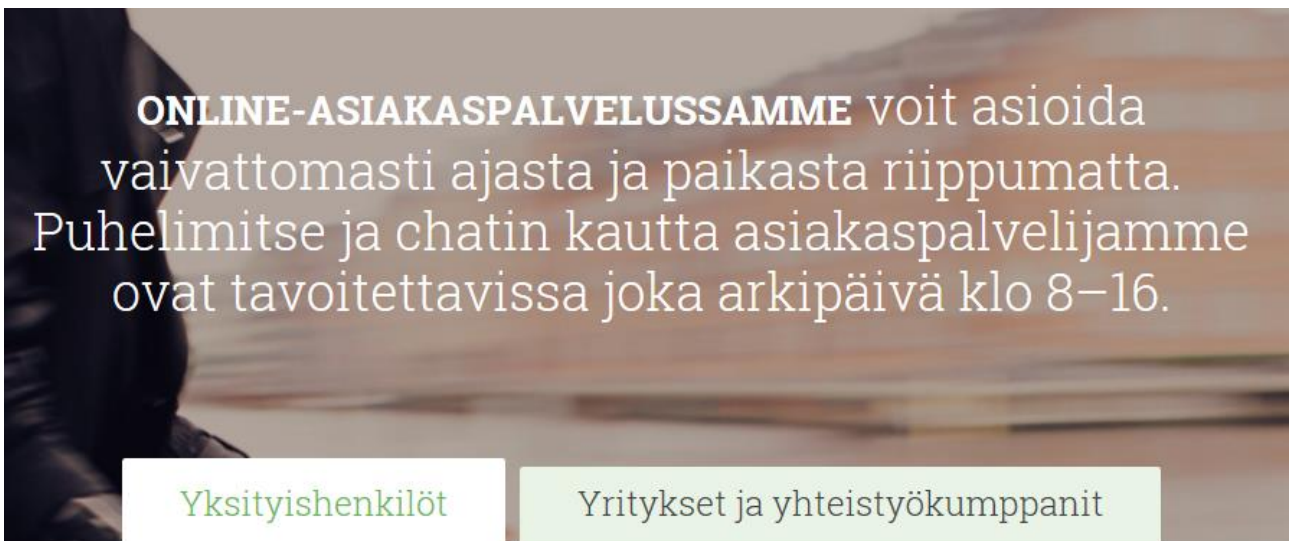 ONLINE-ASIAKASPALVELUSSAMME voit asioida
vaivattomasti ajasta ja paikasta riippumatta.
Puhelimitse ja chatin kautta asiakaspalvelijamme
ovat tavoitettavissa joka arkipäivä klo 8–16.
Yksityishenkilöt
Yritykset ja yhteistyökumppanit